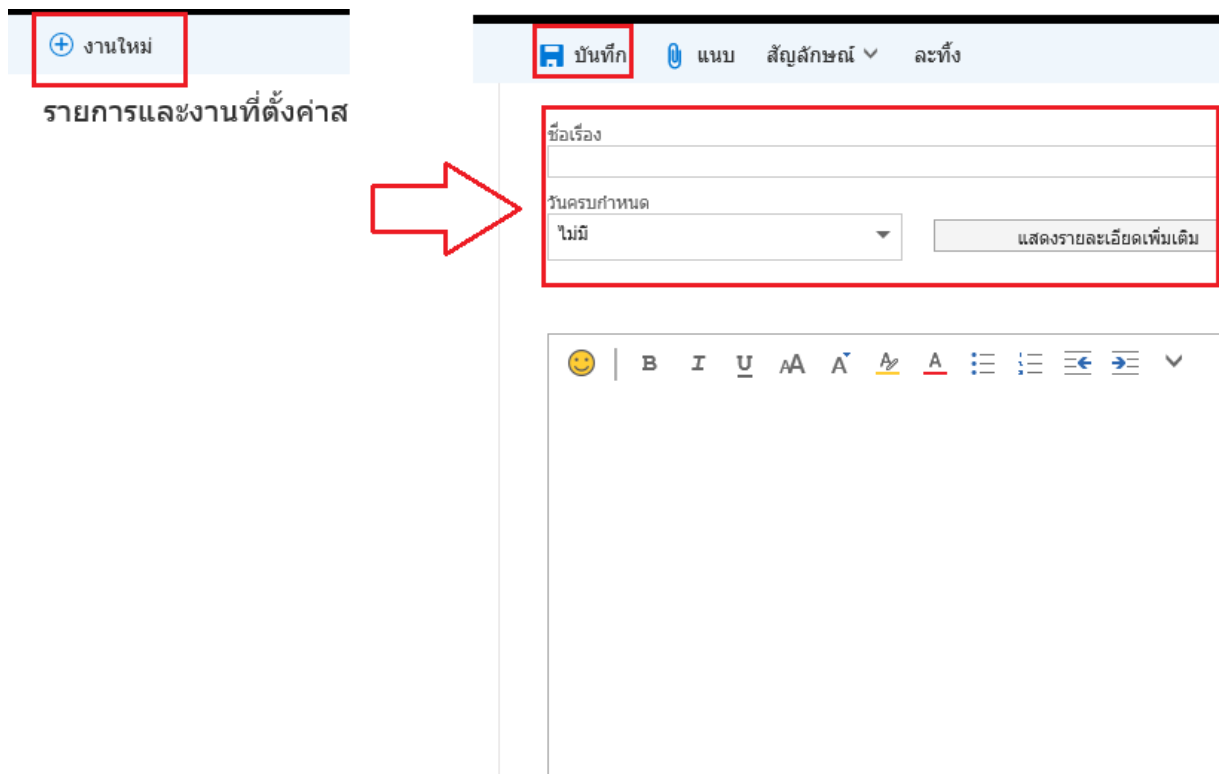 งานใหม่
รายการและงานที่ตั้งค่าส
บันทึก แนบ สัญลักษณ์ ละทิ้ง
ชื่อเรื่อง
วันครบกำหนด
ไม่มี
แสดงรายละเอียดเพิ่มเติม
B I U AA A A A